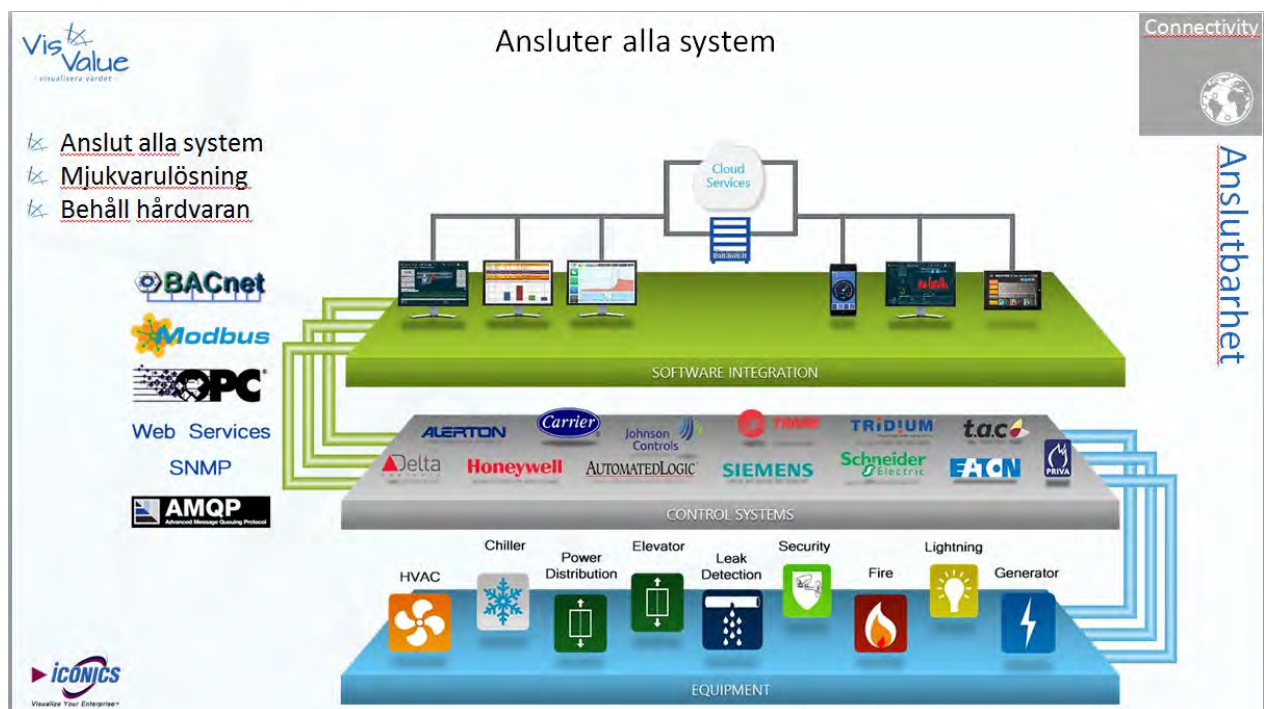 Vis Value
visualisera värdet
Ansluter alla system
Connectivity
Anslutbarhet
Anslut alla system
Mjukvarulösning
Behåll hårdvaran
BACnet
Modbus
OPC
Web Services
SNMP
AMQP
Advanced Message Queuing Protocol
Cloud
Services
SOFTWARE INTEGRATION
ALERTON
Carrier
Johnson
Controls
TRANE
TRIDIUM
t.a.c
Delta
Honeywell
AUTOMATEDLOGIC
SIEMENS
Schneider
Electric
EATON
PRIVA
CONTROL SYSTEMS
HVAC
Chiller
Power
Distribution
Elevator
Leak
Detection
Security
Fire
Lightning
Generator
EQUIPMENT
ICONICS
Visualize Your Enterprise